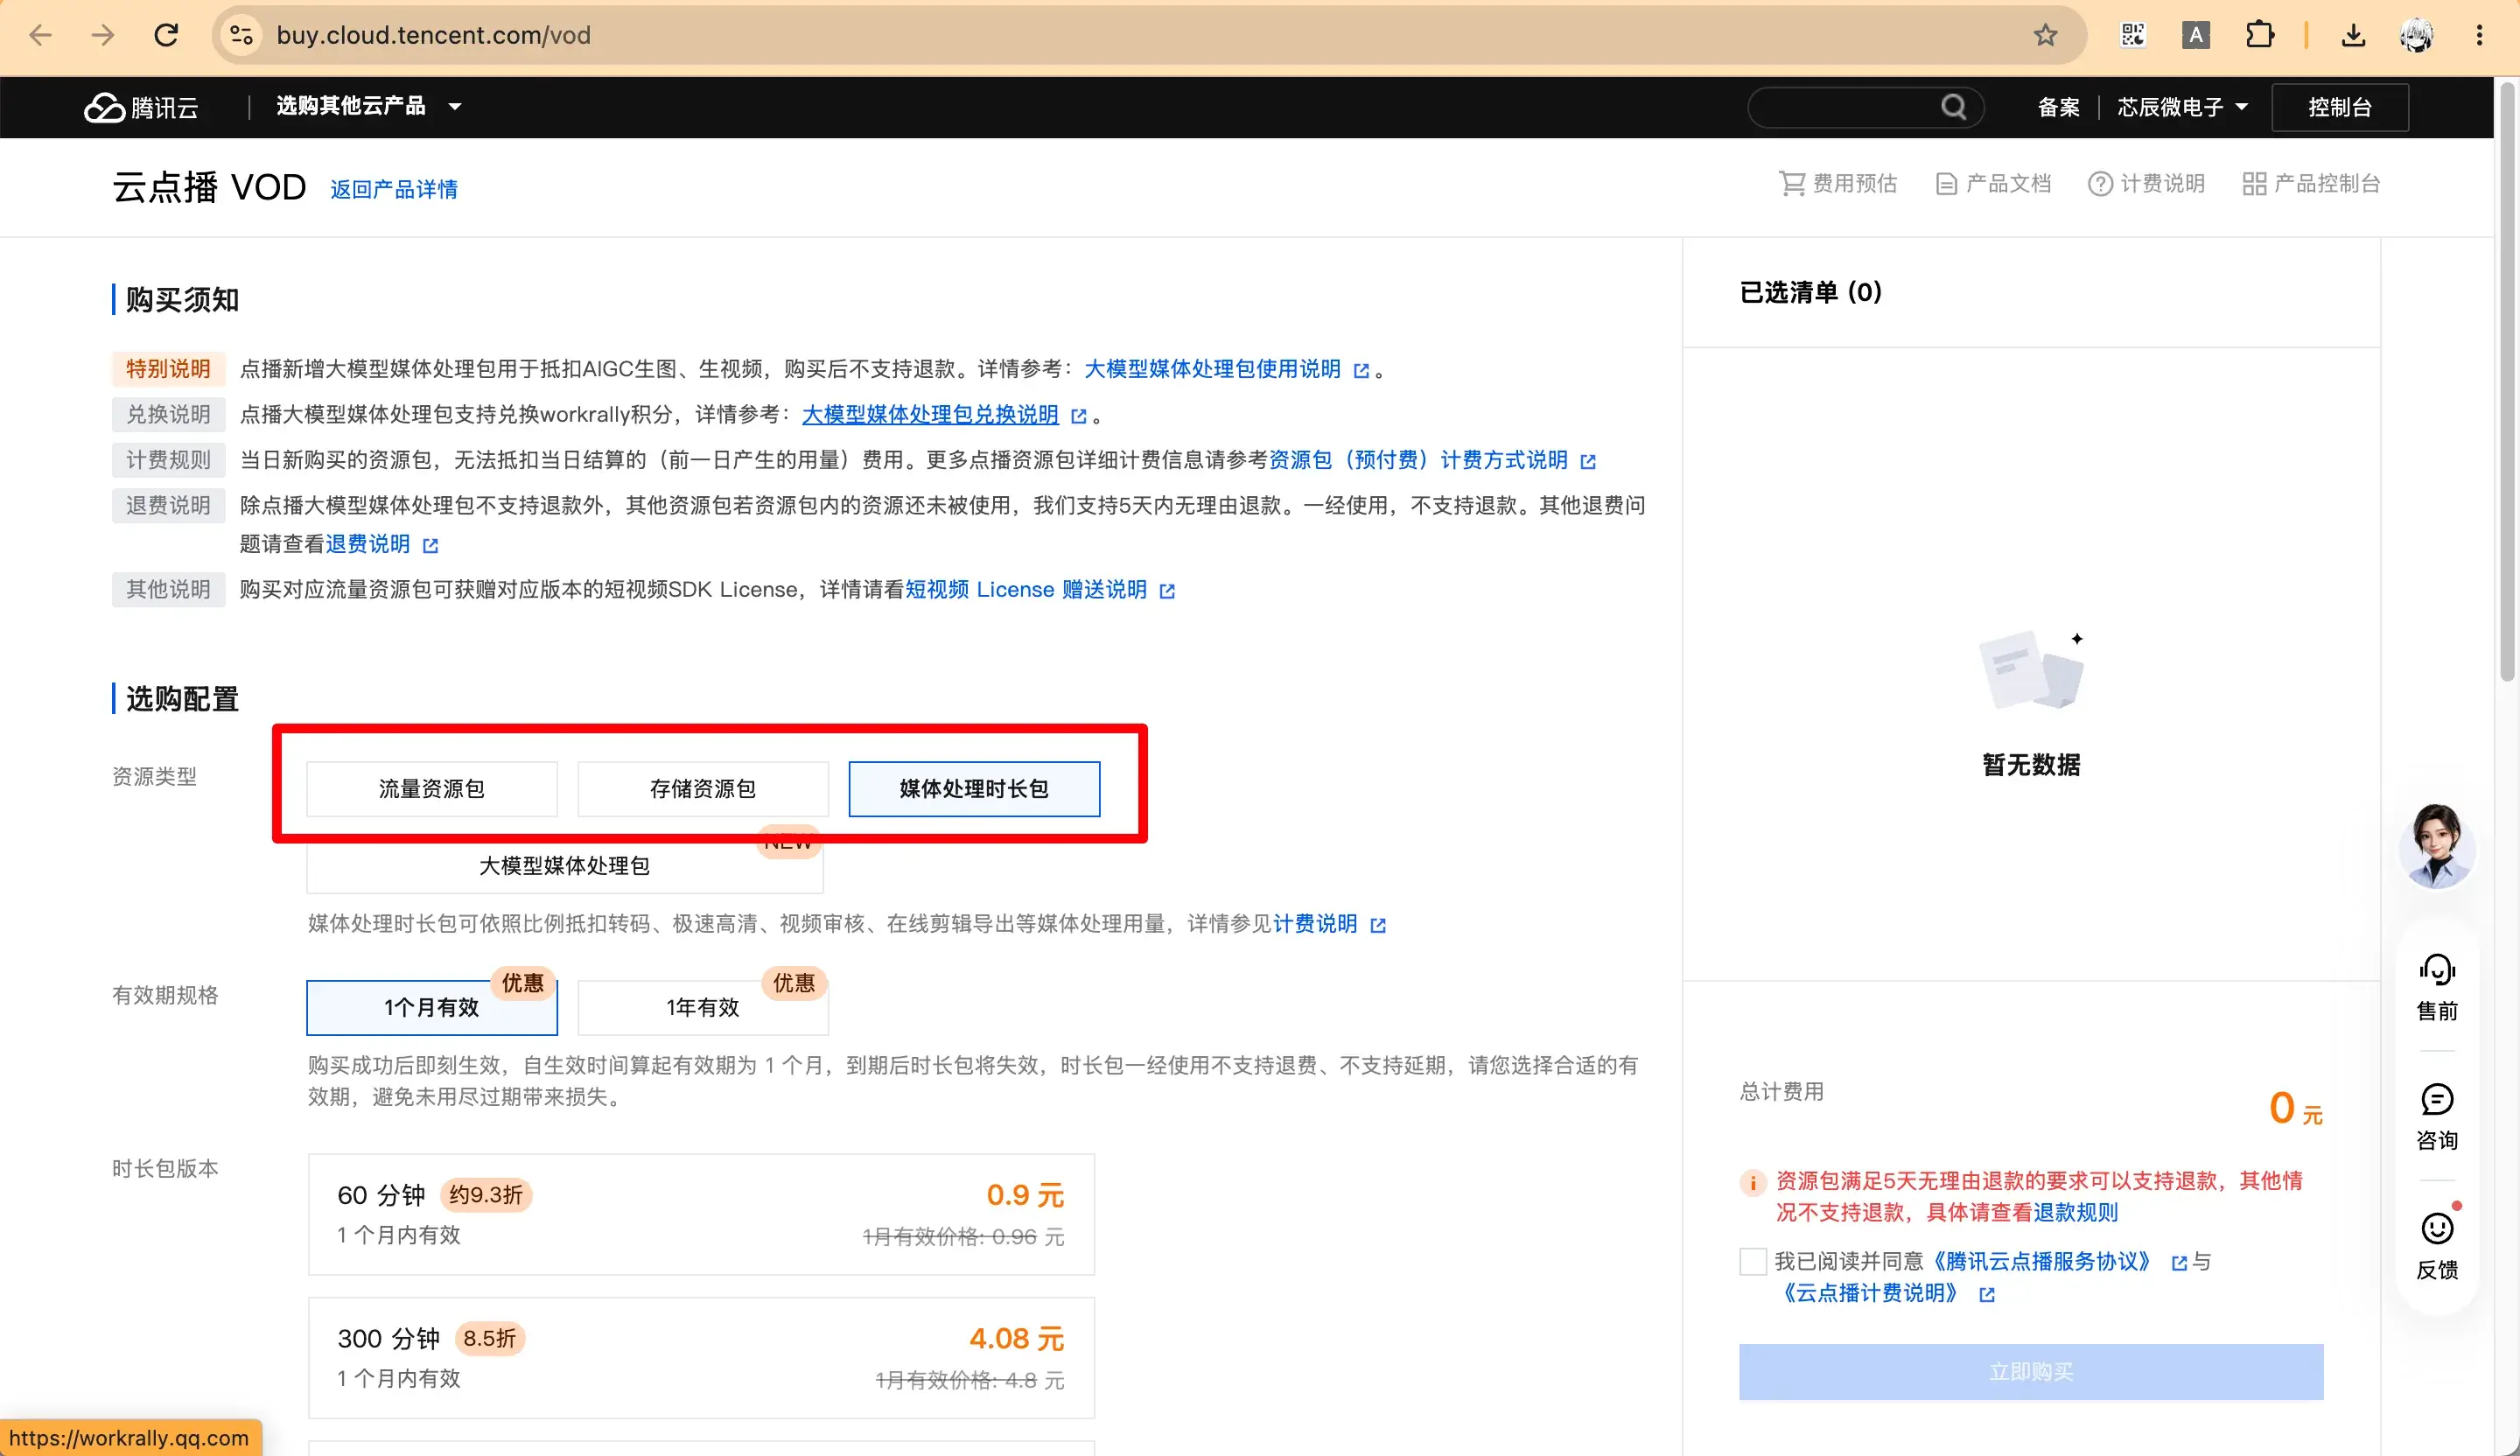 buy.cloud.tencent.com/vod
A
腾讯云
选购其他云产品
备案
芯辰微电子
控制台
云点播 VOD
返回产品详情
费用预估
产品文档
计费说明
产品控制台
购买须知
特别说明 点播新增大模型媒体处理包用于抵扣AIGC生图、生视频，购买后不支持退款。详情参考：大模型媒体处理包使用说明 。
兑换说明 点播大模型媒体处理包支持兑换workrally积分，详情参考：大模型媒体处理包兑换说明 。
计费规则 当日新购买的资源包，无法抵扣当日结算的（前一日产生的用量）费用。更多点播资源包详细计费信息请参考资源包（预付费）计费方式说明
退费说明 除点播大模型媒体处理包不支持退款外，其他资源包若资源包内的资源还未被使用，我们支持5天内无理由退款。一经使用，不支持退款。其他退费问
题请查看退费说明
其他说明 购买对应流量资源包可获赠对应版本的短视频SDK License，详情请看短视频 License 赠送说明
选购配置
资源类型
流量资源包
存储资源包
媒体处理时长包
NEW
大模型媒体处理包
媒体处理时长包可依照比例抵扣转码、极速高清、视频审核、在线剪辑导出等媒体处理用量，详情参见计费说明
有效期规格
1个月有效 优惠
1年有效 优惠
购买成功后即刻生效，自生效时间算起有效期为 1 个月，到期后时长包将失效，时长包一经使用不支持退费、不支持延期，请您选择合适的有
效期，避免未用尽过期带来损失。
时长包版本
60 分钟 约9.3折 0.9 元
1 个月内有效 1月有效价格: 0.96 元
300 分钟 8.5折 4.08 元
1 个月内有效 1月有效价格: 4.8 元
已选清单 (0)
暂无数据
总计费用
0 元
资源包满足5天无理由退款的要求可以支持退款，其他情
况不支持退款，具体请查看退款规则
我已阅读并同意《腾讯云点播服务协议》 与
《云点播计费说明》
立即购买
售前
咨询
反馈
https://workrally.qq.com